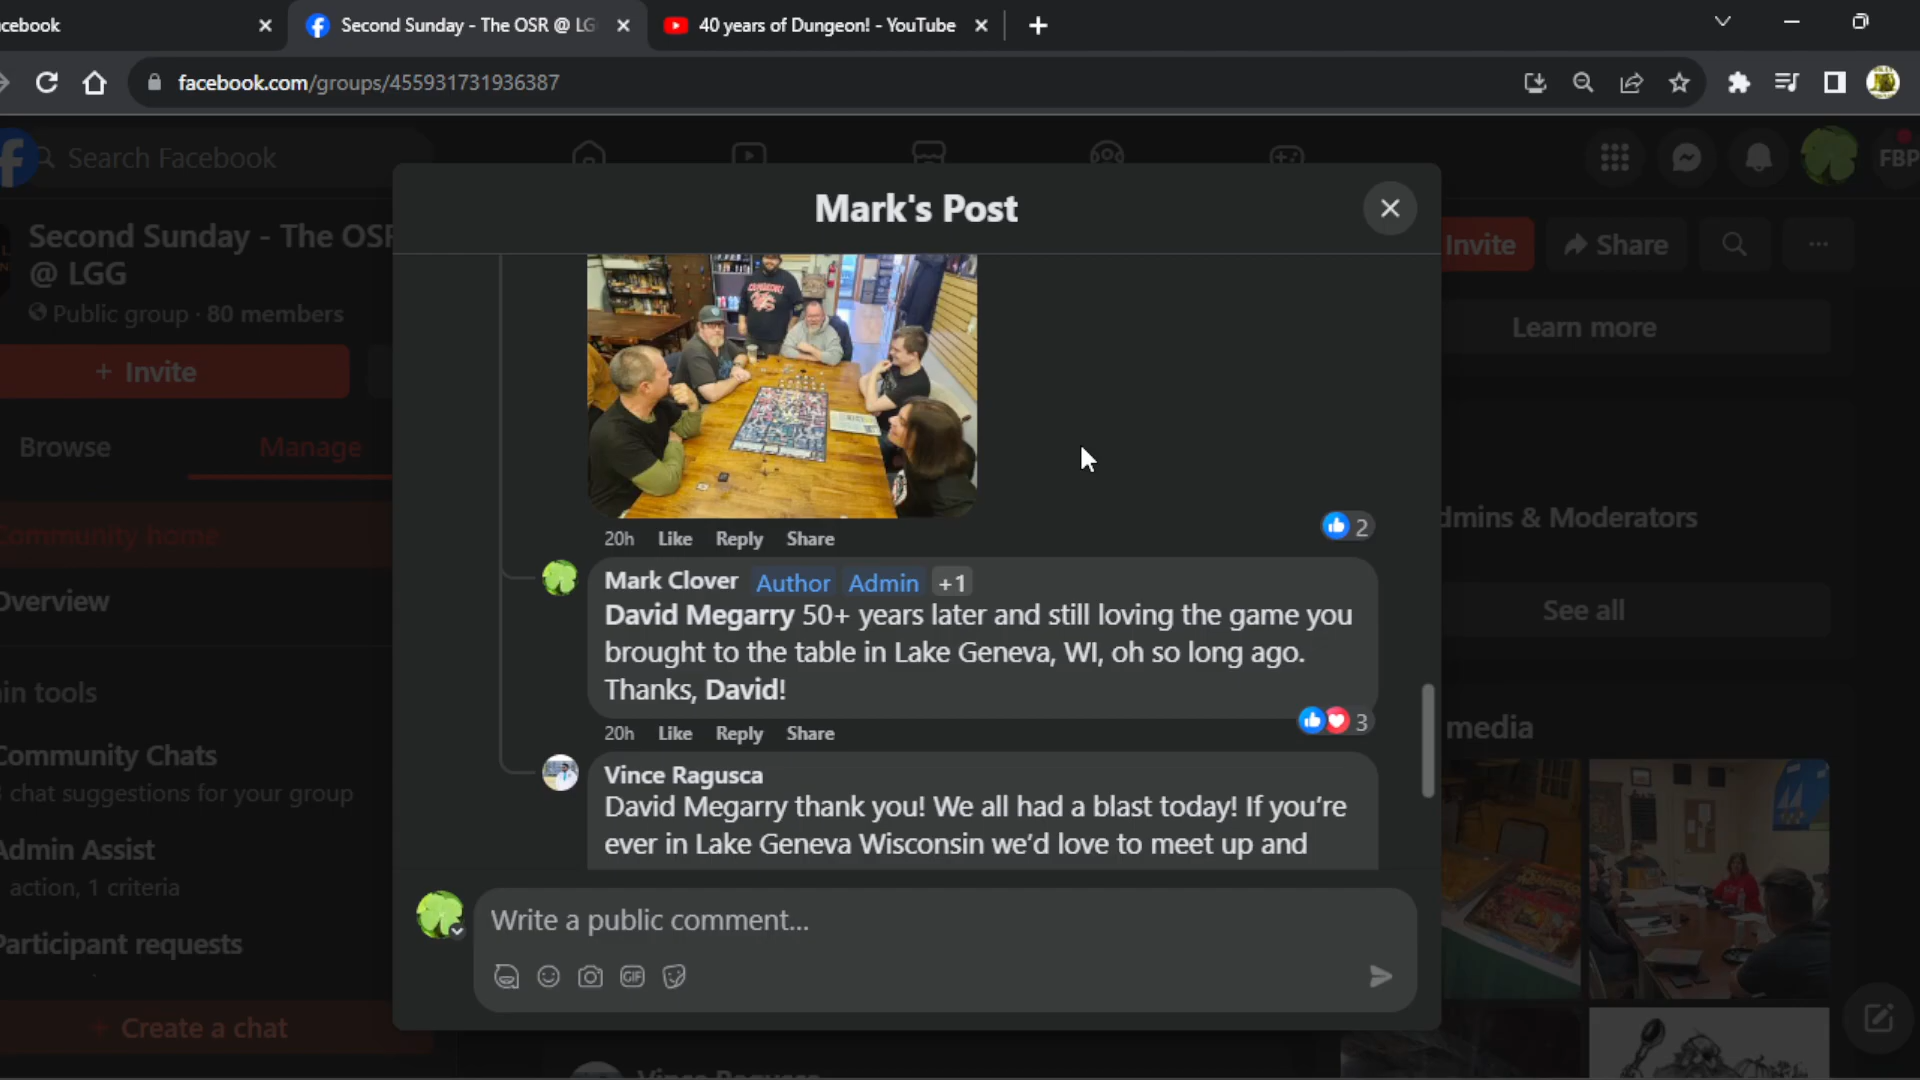 cebook
Second Sunday - The OSR @ LG
40 years of Dungeon! - YouTube
facebook.com/groups/455931731936387
Search Facebook
FBP
Mark's Post
Second Sunday - The OSR
@ LGG
Public group · 80 members
+ Invite
Browse
Manage
Community home
Overview
in tools
Community Chats
chat suggestions for your group
Admin Assist
action, 1 criteria
Participant requests
+ Create a chat
Invite
Share
Learn more
dmins & Moderators
See all
media
20h Like Reply Share
2
Mark Clover Author Admin +1
David Megarry 50+ years later and still loving the game you
brought to the table in Lake Geneva, WI, oh so long ago.
Thanks, David!
20h Like Reply Share
3
Vince Ragusca
David Megarry thank you! We all had a blast today! If you're
ever in Lake Geneva Wisconsin we'd love to meet up and
Write a public comment...
GIF
Vince Ragusca